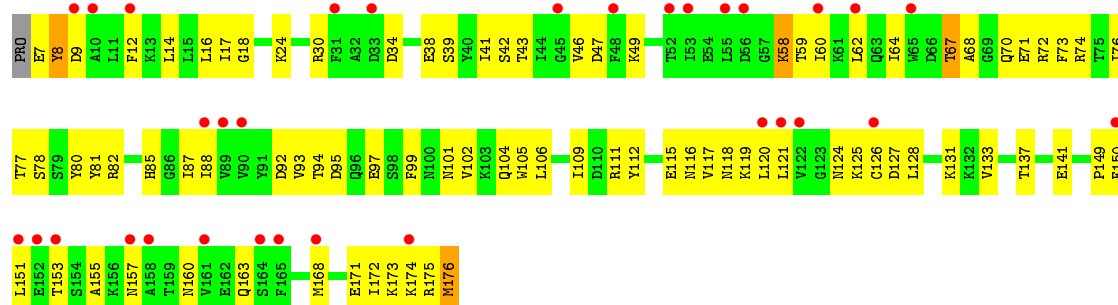 PRO E7 Y8 D9 A10 L11 F12 K13 L14 L15 L16 I17 G18 K24 R30 F31 A32 D33 D34 E38 S39 Y40 I41 S42 T43 I44 G45 V46 D47 F48 K49 T52 I53 E54 L55 D56 G57 K58 T59 I60 K61 L62 Q63 I64 W65 D66 T67 A68 G69 Q70 E71 R72 F73 R74 T75 I76
T77 S78 S79 Y80 Y81 R82 H85 G86 I87 I88 V89 V90 Y91 D92 V93 T94 D95 Q96 E97 S98 F99 N100 N101 V102 K103 Q104 W105 L106 I109 D110 R111 Y112 E115 N116 V117 N118 K119 L120 L121 V122 G123 N124 K125 C126 D127 L128 K131 K132 V133 T137 E141 P149 F150
L151 E152 T153 S154 A155 K156 N157 A158 T159 N160 V161 E162 Q163 S164 F165 M168 E171 I172 K173 K174 R175 M176